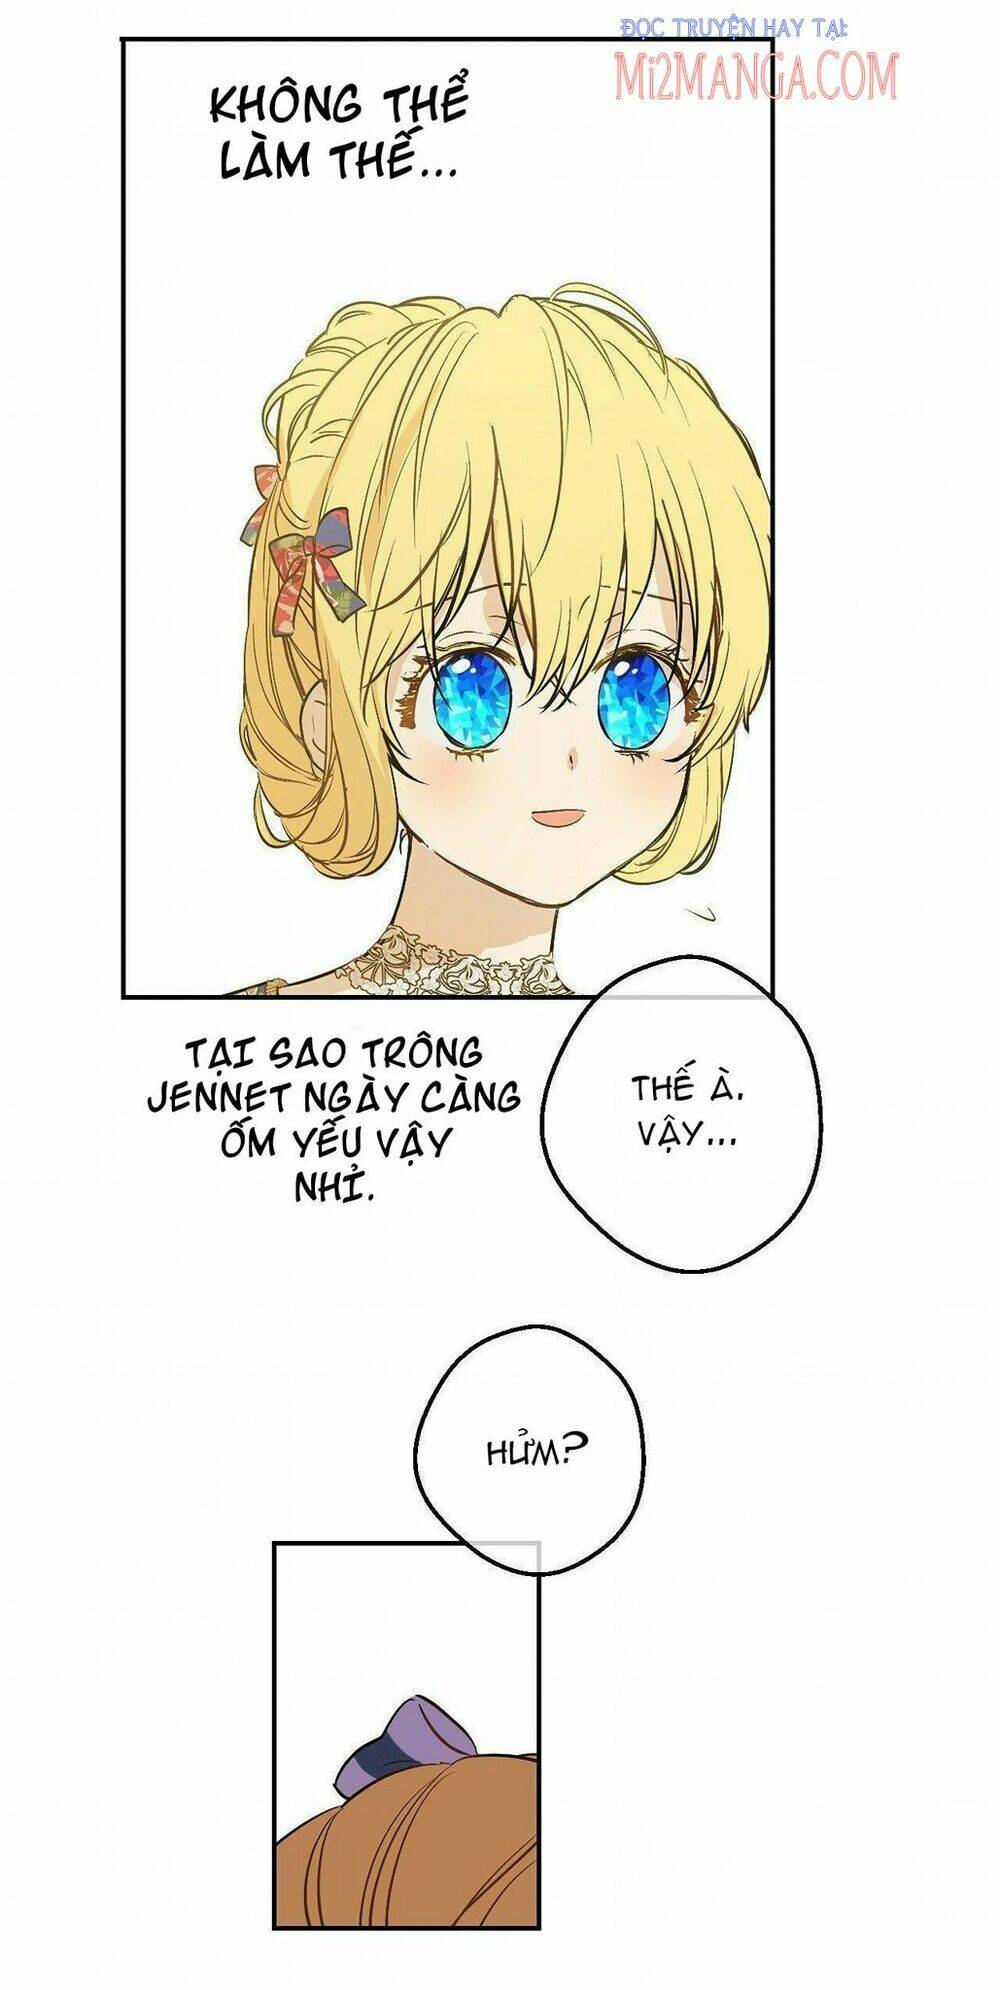 ĐỌC TRUYỆN HAY TẠI:
MI2MANGA.COM
KHÔNG THỂ
LÀM THẾ...
TẠI SAO TRÔNG
JENNET NGÀY CÀNG
ỐM YẾU VẬY
NHỈ.
THẾ À.
VẬY...
HỬM?